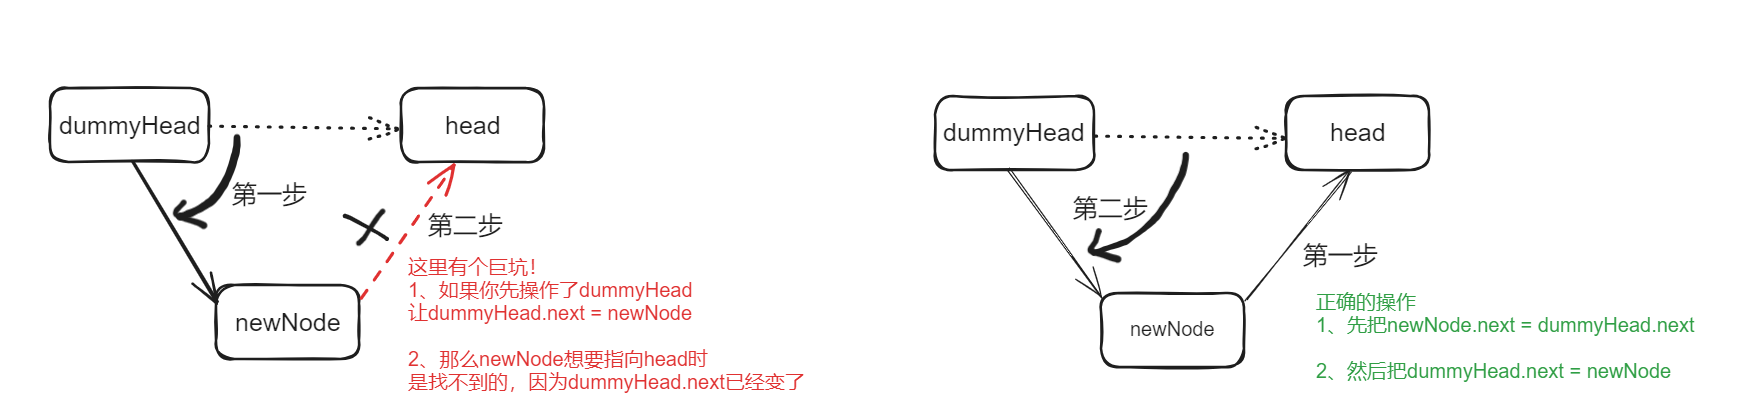 dummyHead
head
第一步
第二步
newNode
这里有个巨坑！
1、如果你先操作了dummyHead
让dummyHead.next = newNode
2、那么newNode想要指向head时
是找不到的，因为dummyHead.next已经变了
dummyHead
head
第二步
第一步
newNode
正确的操作
1、先把newNode.next = dummyHead.next
2、然后把dummyHead.next = newNode